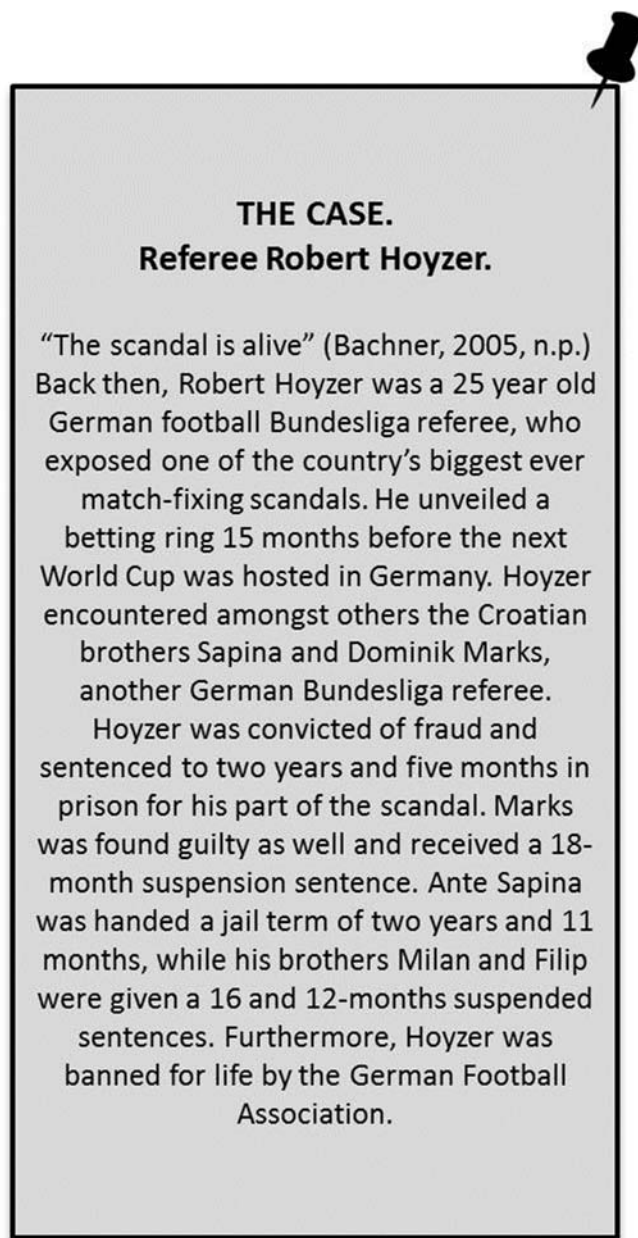 THE CASE.
Referee Robert Hoyzer.
“The scandal is alive” (Bachner, 2005, n.p.)
Back then, Robert Hoyzer was a 25 year old
German football Bundesliga referee, who
exposed one of the country’s biggest ever
match-fixing scandals. He unveiled a
betting ring 15 months before the next
World Cup was hosted in Germany. Hoyzer
encountered amongst others the Croatian
brothers Sapina and Dominik Marks,
another German Bundesliga referee.
Hoyzer was convicted of fraud and
sentenced to two years and five months in
prison for his part of the scandal. Marks
was found guilty as well and received a 18-
month suspension sentence. Ante Sapina
was handed a jail term of two years and 11
months, while his brothers Milan and Filip
were given a 16 and 12-months suspended
sentences. Furthermore, Hoyzer was
banned for life by the German Football
Association.